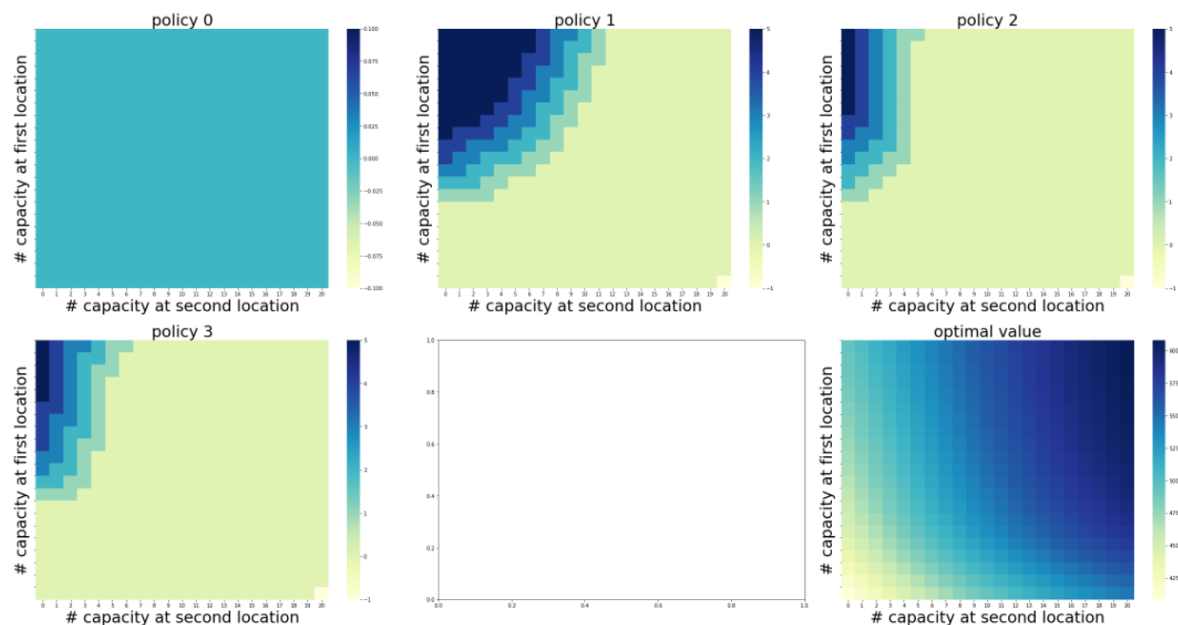 policy 0
# capacity at first location
0 1 2 3 4 5 6 7 8 9 10 11 12 13 14 15 16 17 18 19 20
# capacity at second location
0.100
0.075
0.050
0.025
0.000
−0.025
−0.050
−0.075
−0.100
policy 1
# capacity at first location
0 1 2 3 4 5 6 7 8 9 10 11 12 13 14 15 16 17 18 19 20
# capacity at second location
5
4
3
2
1
0
−1
policy 2
# capacity at first location
0 1 2 3 4 5 6 7 8 9 10 11 12 13 14 15 16 17 18 19 20
# capacity at second location
5
4
3
2
1
0
−1
policy 3
# capacity at first location
0 1 2 3 4 5 6 7 8 9 10 11 12 13 14 15 16 17 18 19 20
# capacity at second location
5
4
3
2
1
0
−1
1.0
0.8
0.6
0.4
0.2
0.0
0.0 0.2 0.4 0.6 0.8 1.0
optimal value
# capacity at first location
0 1 2 3 4 5 6 7 8 9 10 11 12 13 14 15 16 17 18 19 20
# capacity at second location
600
575
550
525
500
475
450
425